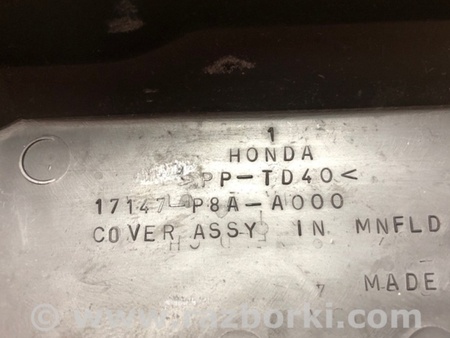 1
HONDA
PP-TD40<
17147-P8A-A000
COVER ASSY IN MNFLD
MADE